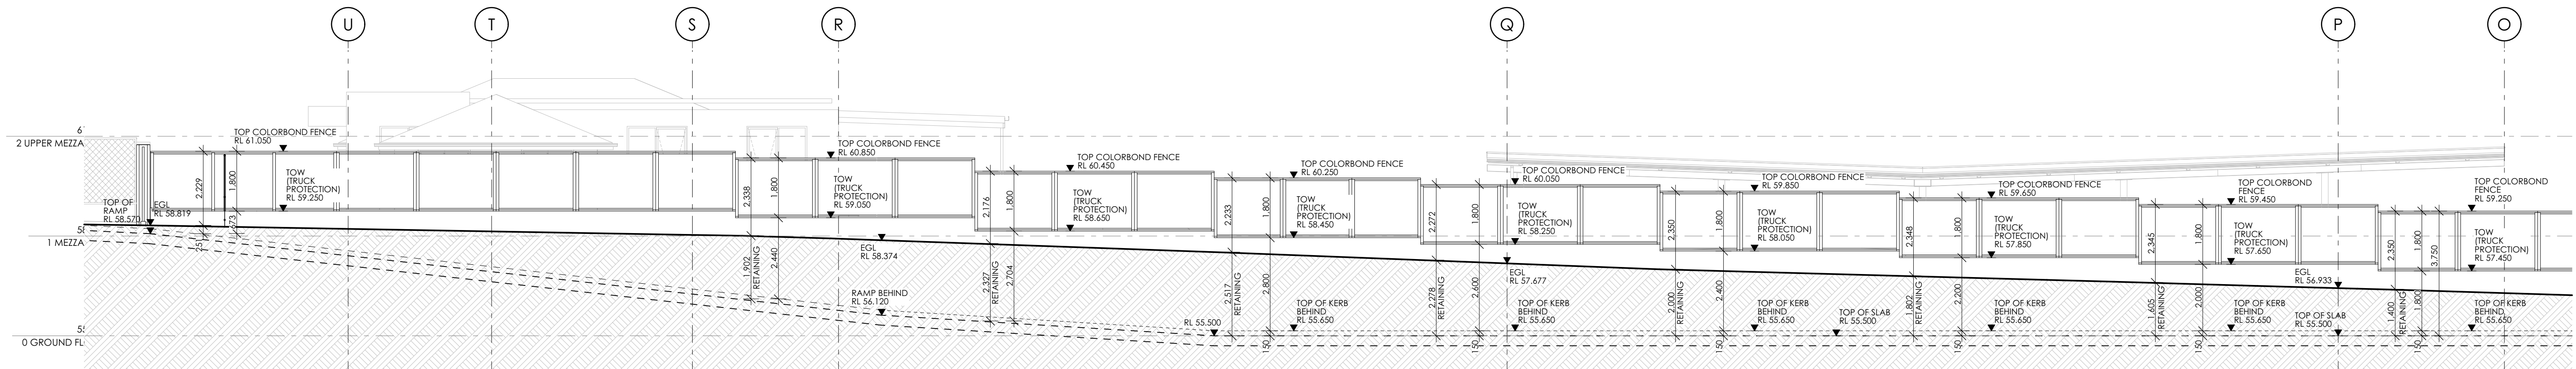 U
T
S
R
Q
P
O
2 UPPER MEZZA
1 MEZZA
0 GROUND FL
TOP OF
RAMP
RL 58.570
EGL
RL 58.819
2,229
251
1,800
673
TOP COLORBOND FENCE
RL 61.050
TOW
(TRUCK
PROTECTION)
RL 59.250
2,338
1,902
RETAINING
1,800
2,440
TOP COLORBOND FENCE
RL 60.850
TOW
(TRUCK
PROTECTION)
RL 59.050
EGL
RL 58.374
RAMP BEHIND
RL 56.120
2,176
2,327
RETAINING
1,800
2,704
TOP COLORBOND FENCE
RL 60.450
TOW
(TRUCK
PROTECTION)
RL 58.650
RL 55.500
2,233
2,517
RETAINING
1,800
2,800
150
TOP COLORBOND FENCE
RL 60.250
TOW
(TRUCK
PROTECTION)
RL 58.450
TOP OF KERB
BEHIND
RL 55.650
2,272
2,278
RETAINING
1,800
2,600
150
TOP COLORBOND FENCE
RL 60.050
TOW
(TRUCK
PROTECTION)
RL 58.250
EGL
RL 57.677
TOP OF KERB
BEHIND
RL 55.650
2,350
2,000
RETAINING
1,800
2,400
150
TOP COLORBOND FENCE
RL 59.850
TOW
(TRUCK
PROTECTION)
RL 58.050
TOP OF KERB
BEHIND
RL 55.650
TOP OF SLAB
RL 55.500
2,348
1,802
RETAINING
1,800
2,200
150
TOP COLORBOND FENCE
RL 59.650
TOW
(TRUCK
PROTECTION)
RL 57.850
TOP OF KERB
BEHIND
RL 55.650
2,345
1,605
RETAINING
1,800
2,000
150
TOP COLORBOND
FENCE
RL 59.450
TOW
(TRUCK
PROTECTION)
RL 57.650
EGL
RL 56.933
TOP OF KERB
BEHIND
RL 55.650
TOP OF SLAB
RL 55.500
2,350
1,400
RETAINING
1,800
1,800
150
3,750
TOP COLORBOND
FENCE
RL 59.250
TOW
(TRUCK
PROTECTION)
RL 57.450
TOP OF KERB
BEHIND
RL 55.650